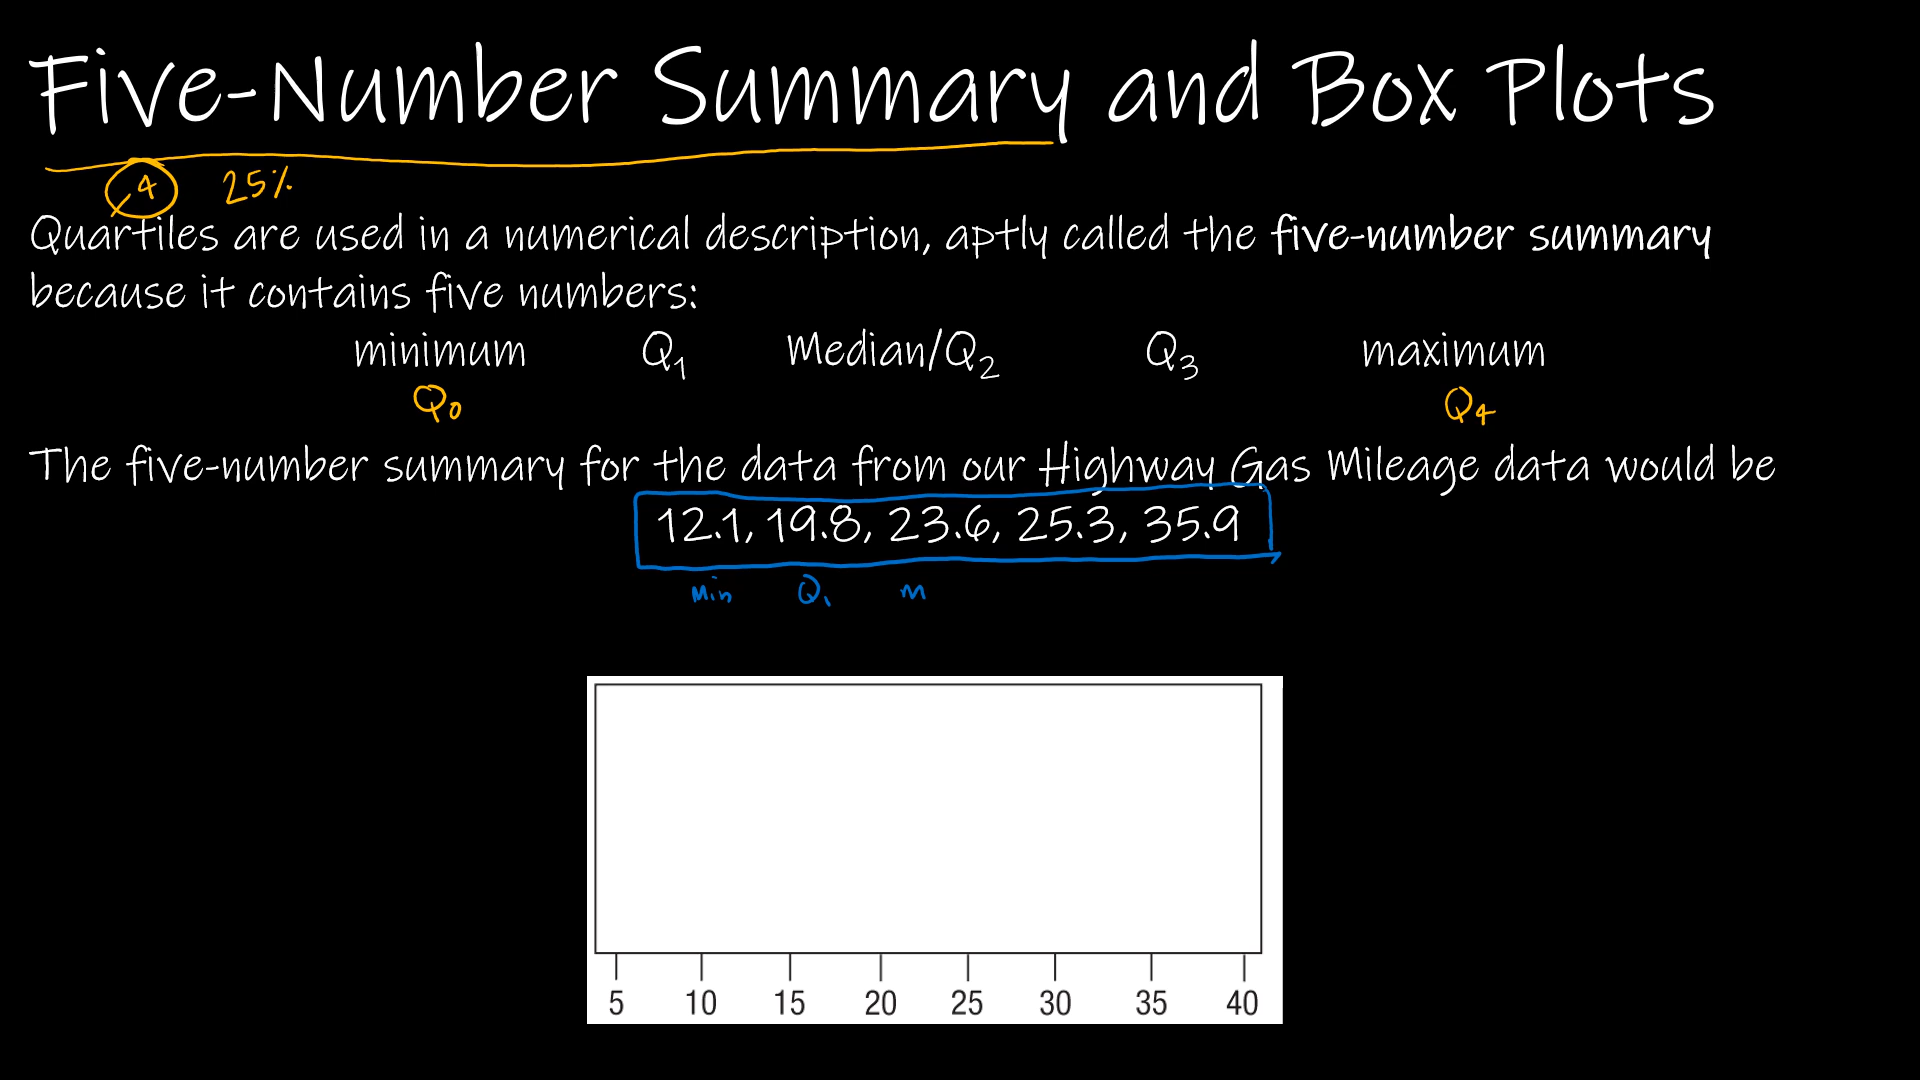 Five-Number Summary and Box Plots
4 25%
Quartiles are used in a numerical description, aptly called the five-number summary
because it contains five numbers:
minimum Q1 Median/Q2 Q3 maximum
Q0 Q4
The five-number summary for the data from our Highway Gas Mileage data would be
12.1, 19.8, 23.6, 25.3, 35.9
Min Q1 m
5 10 15 20 25 30 35 40